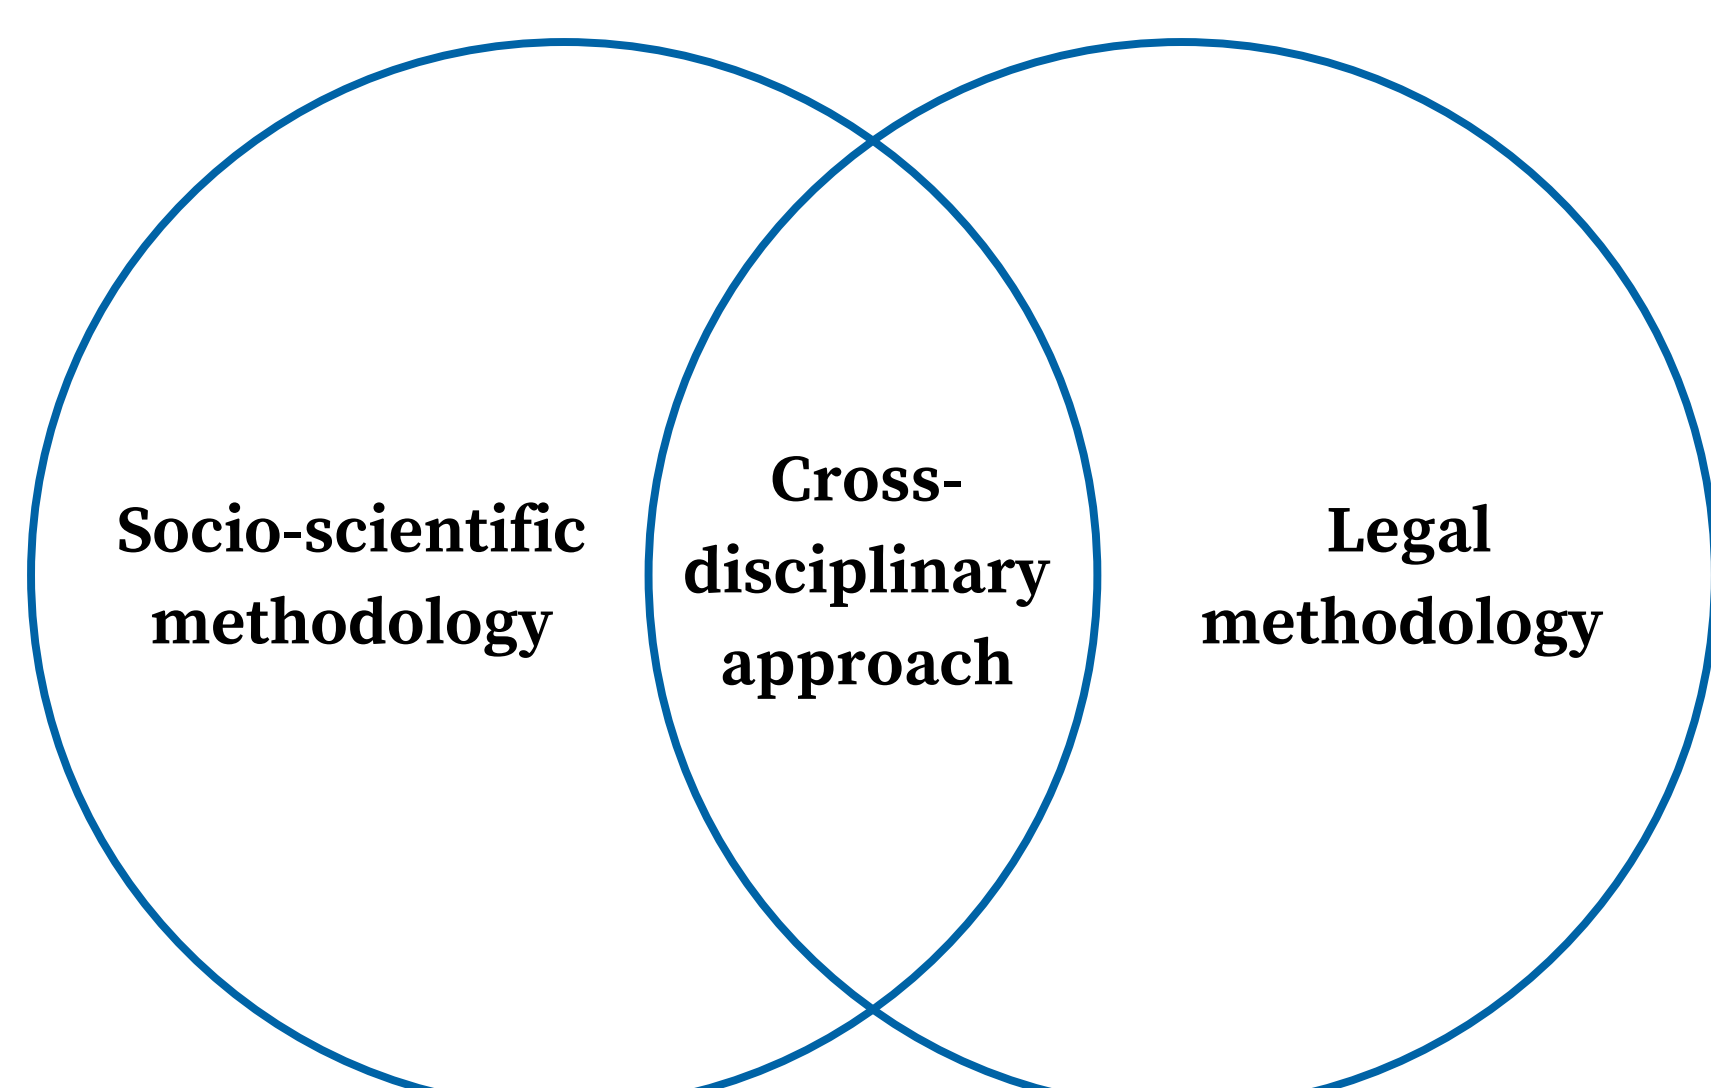 Socio-scientific
methodology
Cross-
disciplinary
approach
Legal
methodology